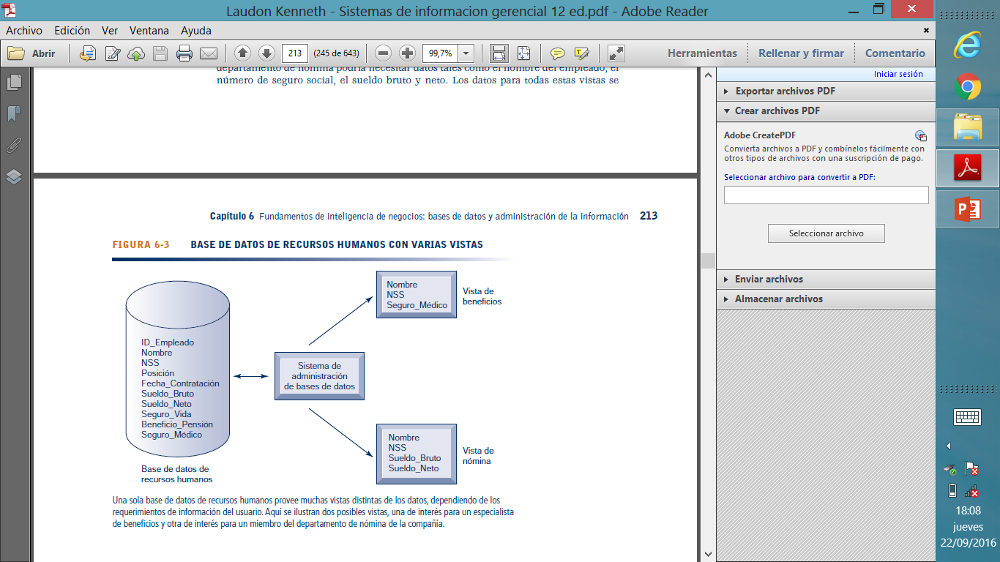 Laudon Kenneth - Sistemas de informacion gerencial 12 ed.pdf - Adobe Reader
Archivo Edición Ver Ventana Ayuda
Abrir 213 (245 de 643) 99,7% Herramientas Rellenar y firmar Comentario
departamento de nómina podría necesitar datos tales como el nombre del empleado, el
número de seguro social, el sueldo bruto y neto. Los datos para todas estas vistas se
Capítulo 6 Fundamentos de inteligencia de negocios: bases de datos y administración de la información 213
FIGURA 6-3 BASE DE DATOS DE RECURSOS HUMANOS CON VARIAS VISTAS
ID_Empleado
Nombre
NSS
Posición
Fecha_Contratación
Sueldo_Bruto
Sueldo_Neto
Seguro_Vida
Beneficio_Pensión
Seguro_Médico
Base de datos de
recursos humanos
Sistema de
administración
de bases de datos
Nombre
NSS
Seguro_Médico
Vista de
beneficios
Nombre
NSS
Sueldo_Bruto
Sueldo_Neto
Vista de
nómina
Una sola base de datos de recursos humanos provee muchas vistas distintas de los datos, dependiendo de los
requerimientos de información del usuario. Aquí se ilustran dos posibles vistas, una de interés para un especialista
de beneficios y otra de interés para un miembro del departamento de nómina de la compañía.
Iniciar sesión
Exportar archivos PDF
Crear archivos PDF
Adobe CreatePDF
Convierta archivos a PDF y combínelos fácilmente con
otros tipos de archivos con una suscripción de pago.
Seleccionar archivo para convertir a PDF:
Seleccionar archivo
Enviar archivos
Almacenar archivos
18:08
jueves
22/09/2016